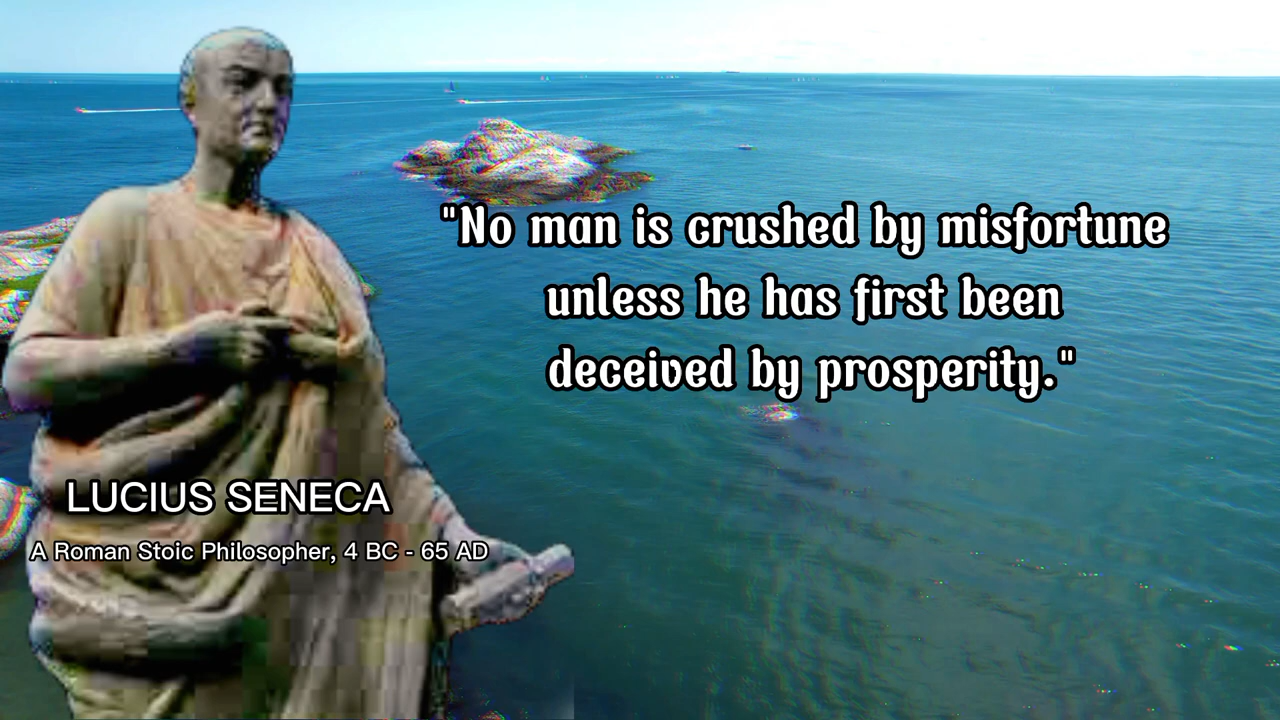 "No man is crushed by misfortune
unless he has first been
deceived by prosperity."
LUCIUS SENECA
A Roman Stoic Philosopher, 4 BC - 65 AD